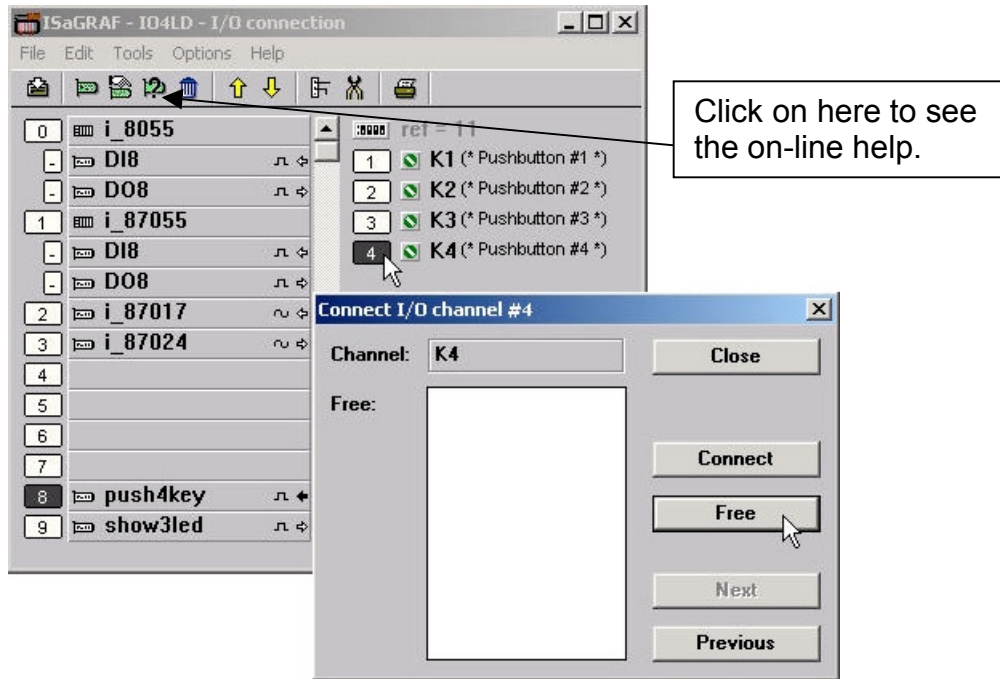 ISaGRAF - IO4LD - I/O connection
File Edit Tools Options Help
Click on here to see
the on-line help.
0 i_8055
- DI8
- DO8
1 i_87055
- DI8
- DO8
2 i_87017
3 i_87024
4
5
6
7
8 push4key
9 show3led
ref = 11
1 K1 (* Pushbutton #1 *)
2 K2 (* Pushbutton #2 *)
3 K3 (* Pushbutton #3 *)
4 K4 (* Pushbutton #4 *)
Connect I/O channel #4
Channel: K4
Close
Free:
Connect
Free
Next
Previous